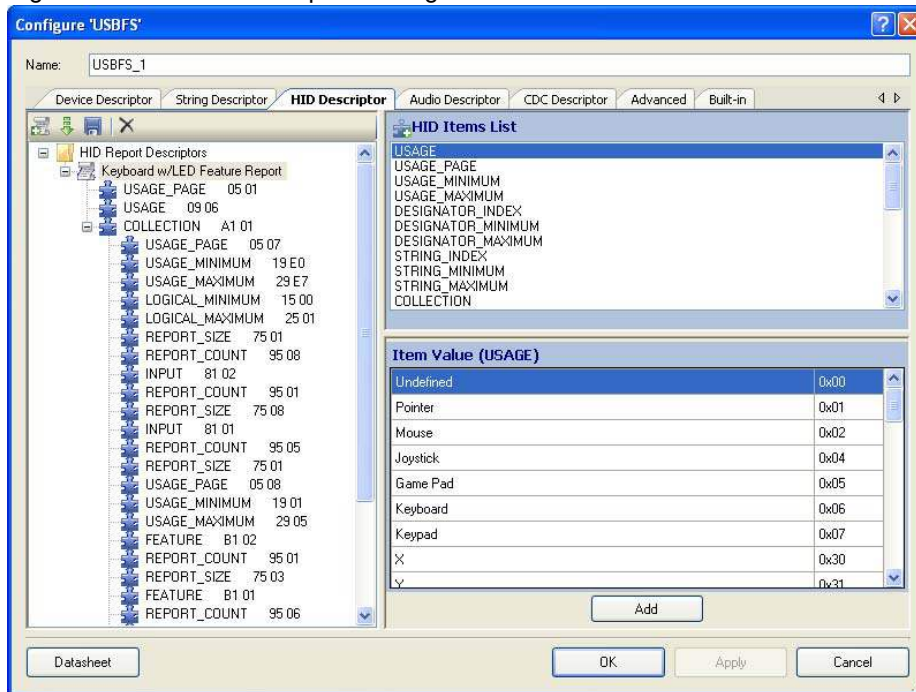 Configure 'USBFS'
Name: USBFS_1
Device Descriptor String Descriptor HID Descriptor Audio Descriptor CDC Descriptor Advanced Built-in
HID Report Descriptors
Keyboard w/LED Feature Report
USAGE_PAGE 05 01
USAGE 09 06
COLLECTION A1 01
USAGE_PAGE 05 07
USAGE_MINIMUM 19 E0
USAGE_MAXIMUM 29 E7
LOGICAL_MINIMUM 15 00
LOGICAL_MAXIMUM 25 01
REPORT_SIZE 75 01
REPORT_COUNT 95 08
INPUT 81 02
REPORT_COUNT 95 01
REPORT_SIZE 75 08
INPUT 81 01
REPORT_COUNT 95 05
REPORT_SIZE 75 01
USAGE_PAGE 05 08
USAGE_MINIMUM 19 01
USAGE_MAXIMUM 29 05
FEATURE B1 02
REPORT_COUNT 95 01
REPORT_SIZE 75 03
FEATURE B1 01
REPORT_COUNT 95 06
HID Items List
USAGE
USAGE_PAGE
USAGE_MINIMUM
USAGE_MAXIMUM
DESIGNATOR_INDEX
DESIGNATOR_MINIMUM
DESIGNATOR_MAXIMUM
STRING_INDEX
STRING_MINIMUM
STRING_MAXIMUM
COLLECTION
Item Value (USAGE)
Undefined 0x00
Pointer 0x01
Mouse 0x02
Joystick 0x04
Game Pad 0x05
Keyboard 0x06
Keypad 0x07
X 0x30
Y 0x31
Add
Datasheet OK Apply Cancel